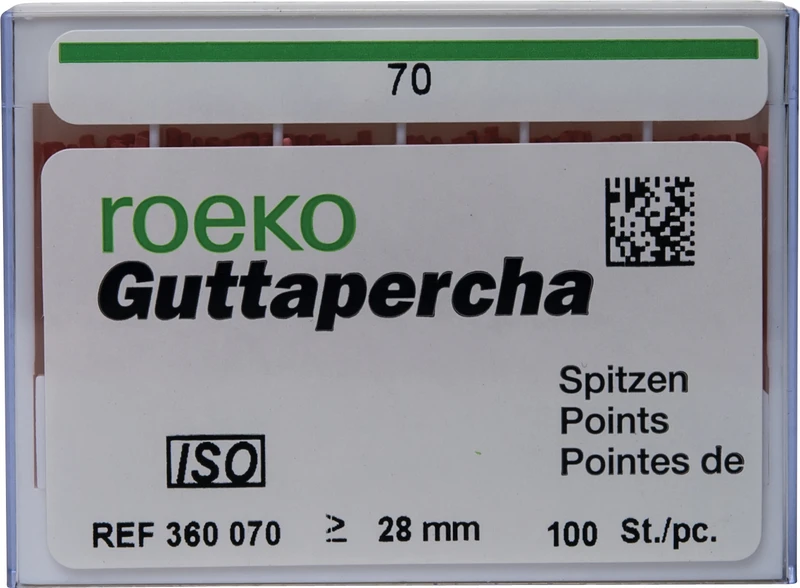 70
roeko
Guttapercha
Spitzen
Points
Pointes de
ISO
REF 360 070 ≥ 28 mm 100 St./pc.